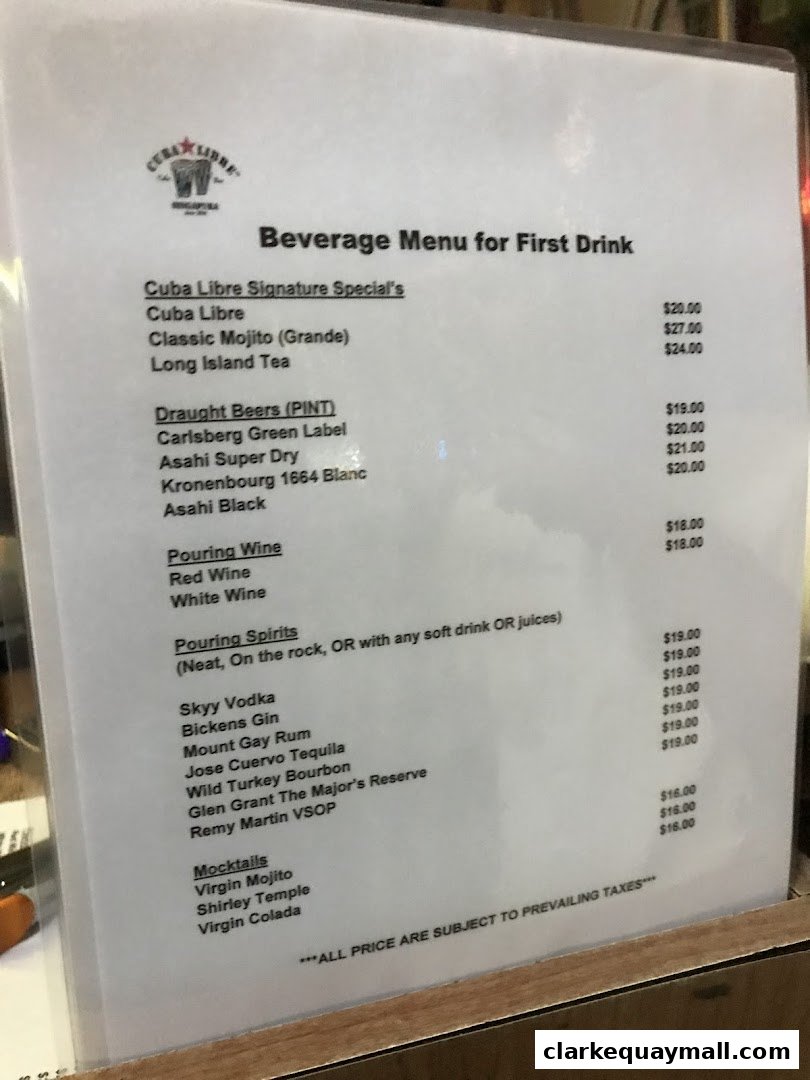 CUBA LIBRE
SINGAPURA
Beverage Menu for First Drink
Cuba Libre Signature Special's
Cuba Libre $20.00
Classic Mojito (Grande) $27.00
Long Island Tea $24.00
Draught Beers (PINT)
Carlsberg Green Label $19.00
Asahi Super Dry $20.00
Kronenbourg 1664 Blanc $21.00
Asahi Black $20.00
Pouring Wine
Red Wine $18.00
White Wine $18.00
Pouring Spirits
(Neat, On the rock, OR with any soft drink OR juices)
Skyy Vodka $19.00
Bickens Gin $19.00
Mount Gay Rum $19.00
Jose Cuervo Tequila $19.00
Wild Turkey Bourbon $19.00
Glen Grant The Major's Reserve $19.00
Remy Martin VSOP $19.00
Mocktails
Virgin Mojito $16.00
Shirley Temple $16.00
Virgin Colada $16.00
***ALL PRICE ARE SUBJECT TO PREVAILING TAXES***
clarkequaymall.com